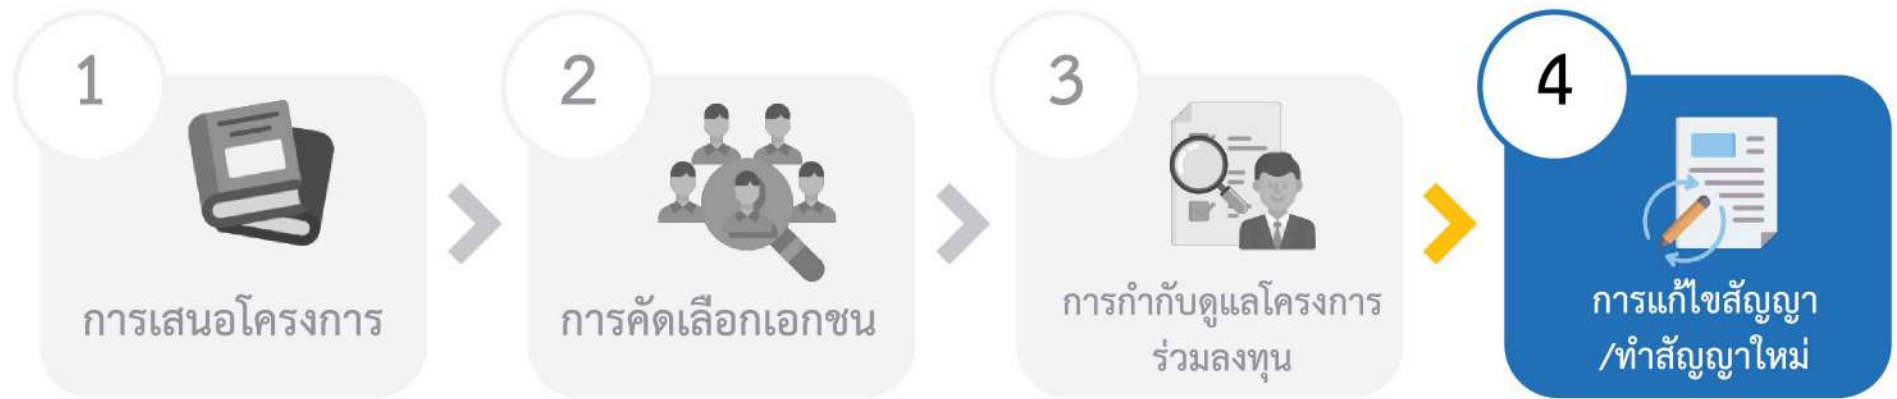 1
การเสนอโครงการ
2
การคัดเลือกเอกชน
3
การกำกับดูแลโครงการ
ร่วมลงทุน
4
การแก้ไขสัญญา
/ทำสัญญาใหม่